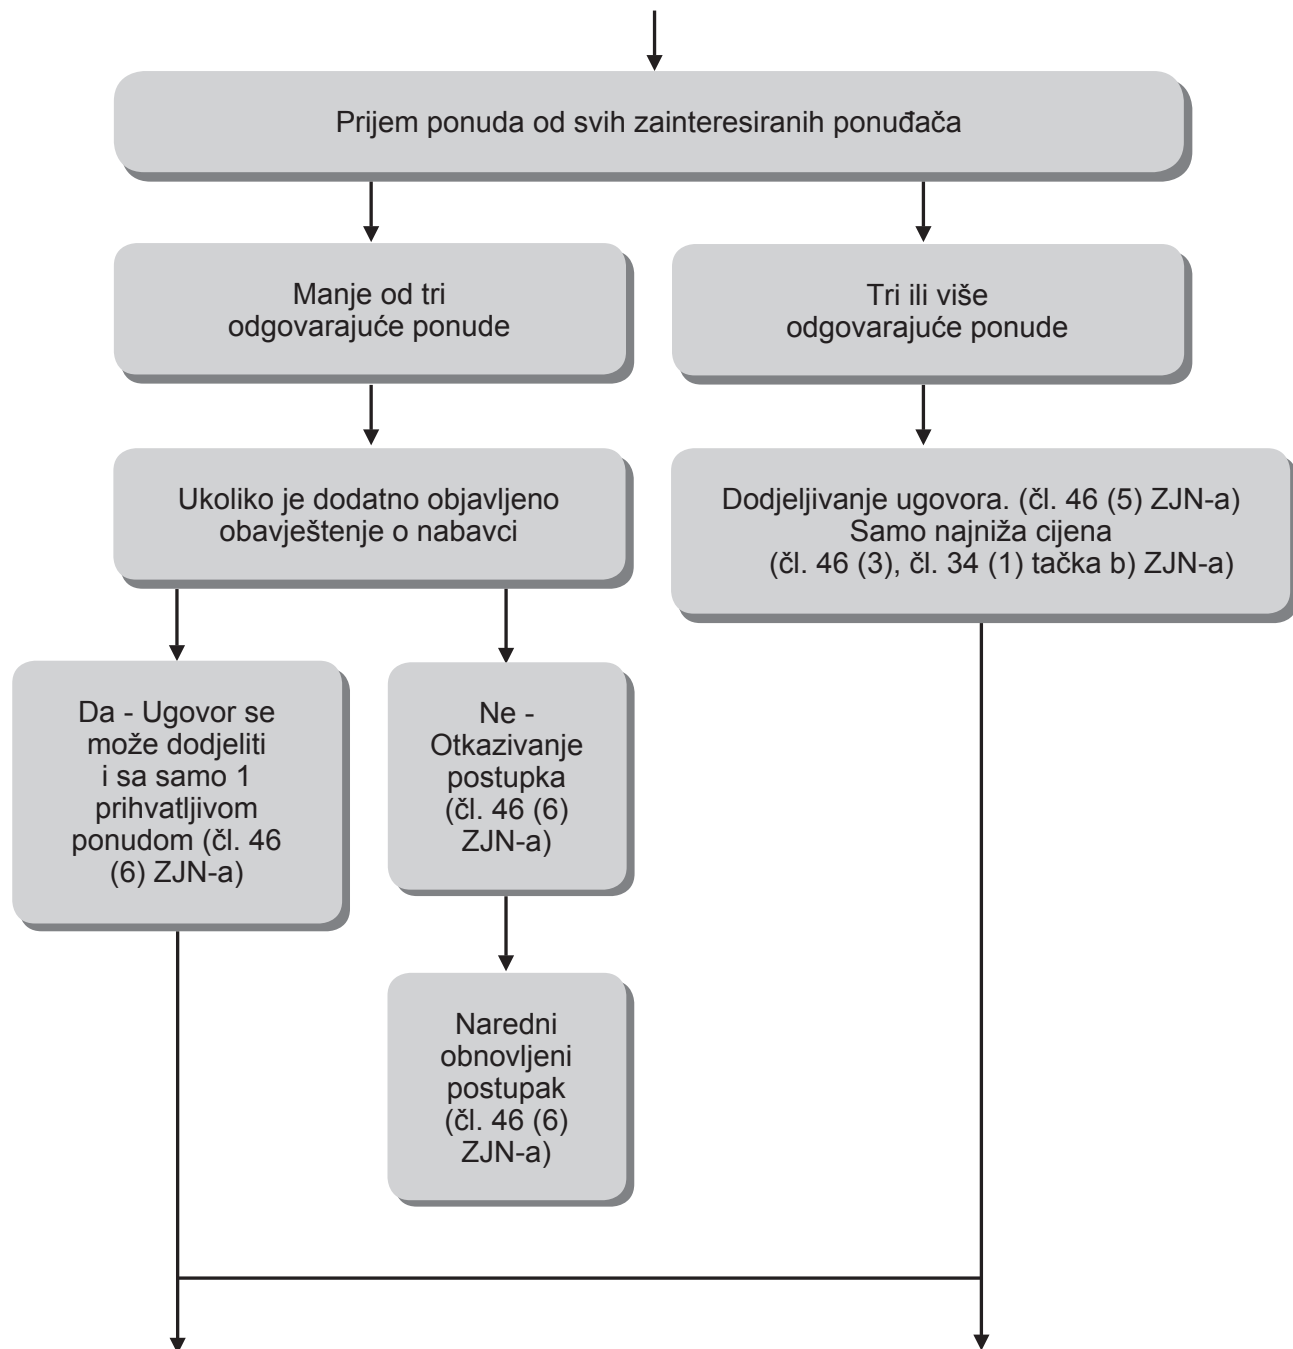 Prijem ponuda od svih zainteresiranih ponuđača
Manje od tri
odgovarajuće ponude
Tri ili više
odgovarajuće ponude
Ukoliko je dodatno objavljeno
obavještenje o nabavci
Dodjeljivanje ugovora. (čl. 46 (5) ZJN-a)
Samo najniža cijena
(čl. 46 (3), čl. 34 (1) tačka b) ZJN-a)
Da - Ugovor se
može dodjeliti
i sa samo 1
prihvatljivom
ponudom (čl. 46
(6) ZJN-a)
Ne -
Otkazivanje
postupka
(čl. 46 (6)
ZJN-a)
Naredni
obnovljeni
postupak
(čl. 46 (6)
ZJN-a)